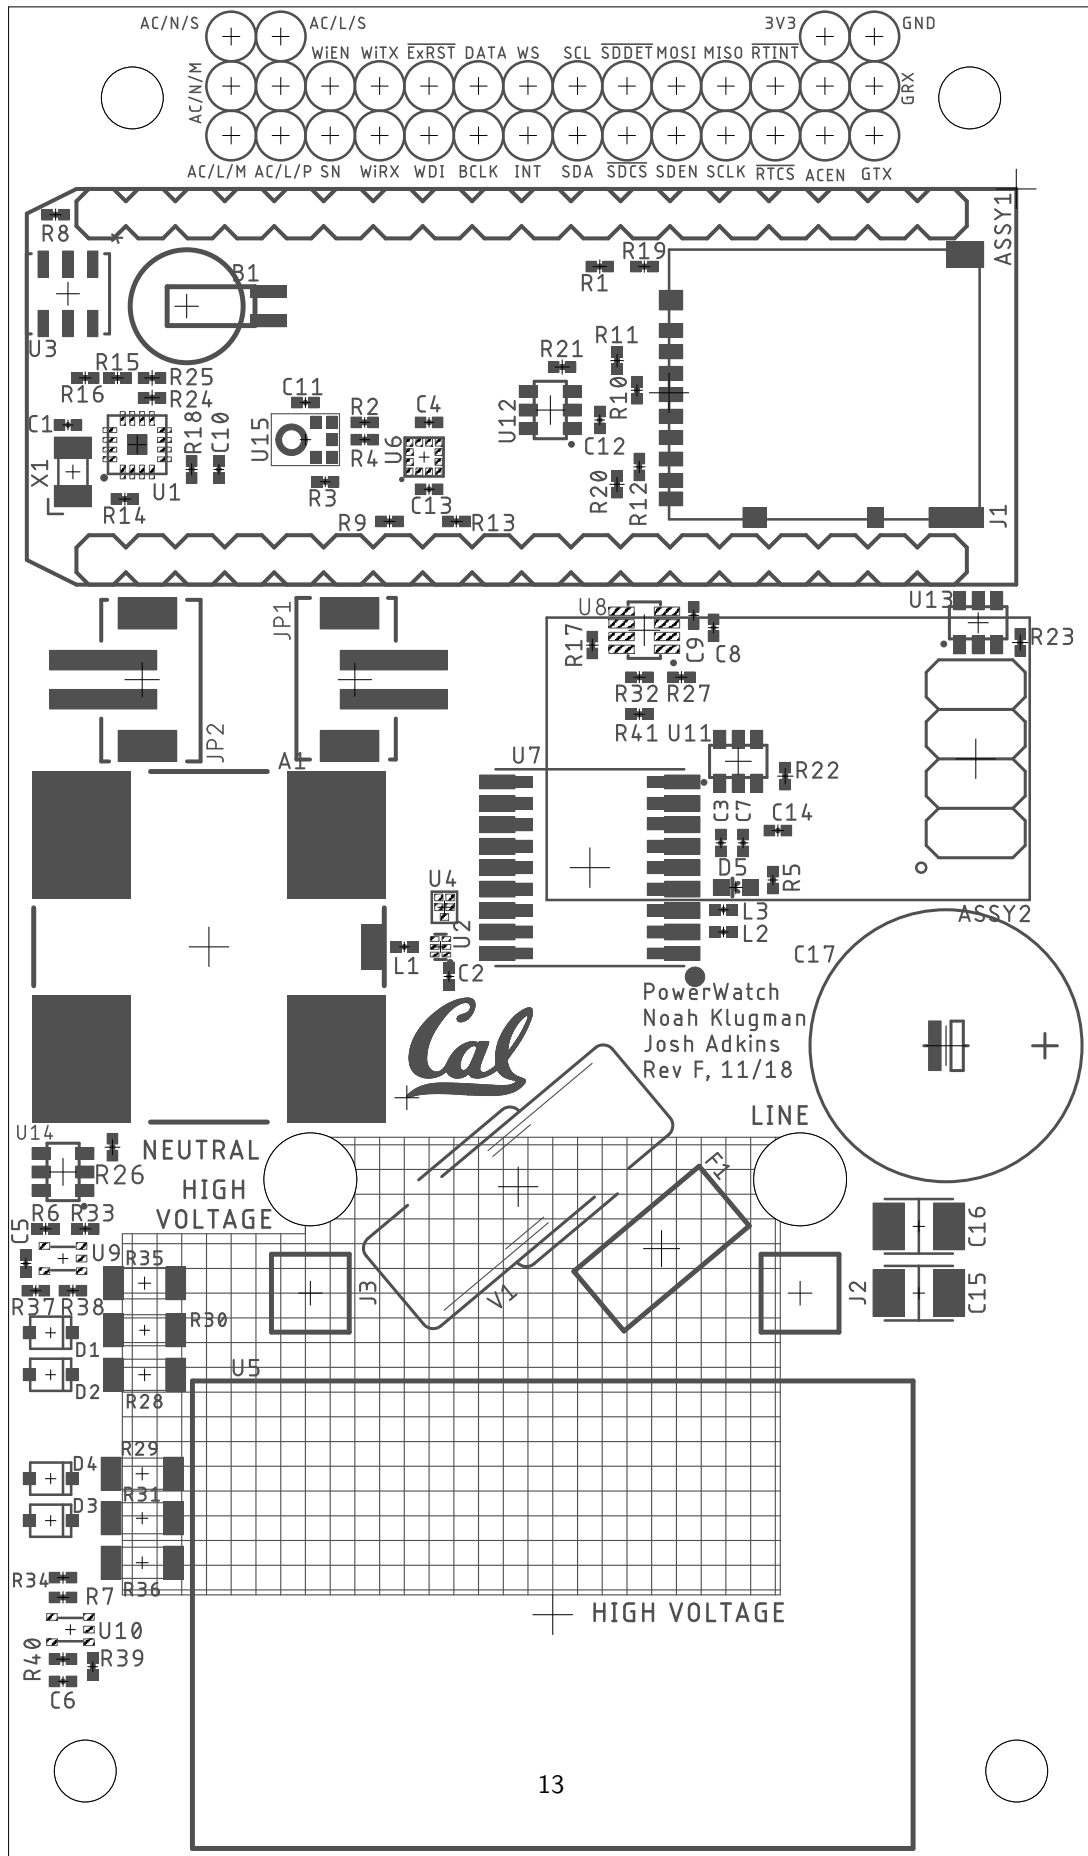 AC/N/S
AC/L/S
3V3
GND
WiEN WiTX ExRST DATA WS SCL SDDET MOSI MISO RTINT
AC/N/M
GRX
AC/L/M AC/L/P SN WiRX WDI BCLK INT SDA SDCS SDEN SCLK RTCS ACEN GTX
ASSY1
R8
B1
R1
R19
U3
R11
R21
R15
R25
R16
R24
R10
C11
R2
C4
U12
C1
R18
C10
U15
R4
U6
C12
X1
U1
R3
C13
R20
R12
R14
R9
R13
J1
JP1
U8
U13
R17
C9
C8
R23
R32
R27
JP2
R41
U11
A1
U7
R22
C3
C7
C14
U4
D5
R5
L3
ASSY2
U2
L2
L1
C2
C17
PowerWatch
Noah Klugman
Josh Adkins
Rev F, 11/18
Cal
LINE
U14
NEUTRAL
R26
F1
HIGH
VOLTAGE
C5
R6
R33
C16
U9
R35
R37
R38
J3
V1
J2
C15
R30
D1
U5
D2
R28
R29
D4
R31
D3
R34
R36
R7
HIGH VOLTAGE
U10
R40
R39
C6
13